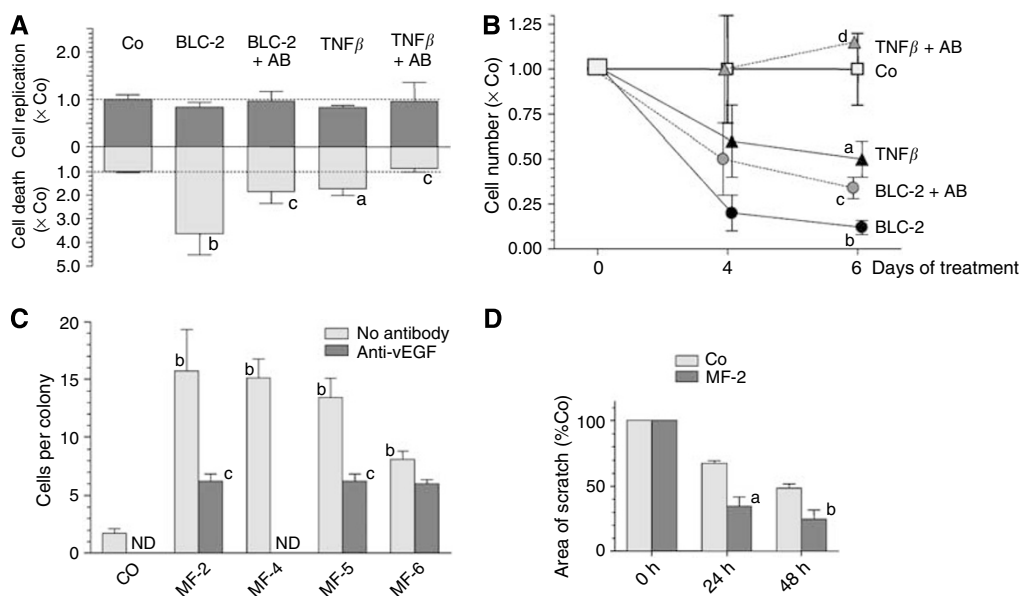 A
Co BLC-2 BLC-2 + AB TNFβ TNFβ + AB
Cell replication (× Co)
2.0
1.0
0
1.0
2.0
3.0
4.0
5.0
Cell death (× Co)
b
c
a
c
B
Cell number (× Co)
1.25
1.00
0.75
0.50
0.25
0.00
d
TNFβ + AB
Co
a
TNFβ
BLC-2 + AB
c
BLC-2
b
0 4 6 Days of treatment
C
Cells per colony
20
15
10
5
0
No antibody
Anti-vEGF
b
b
b
b
c
c
ND
ND
CO MF-2 MF-4 MF-5 MF-6
D
Co
MF-2
Area of scratch (%Co)
100
50
0
a
b
0 h 24 h 48 h